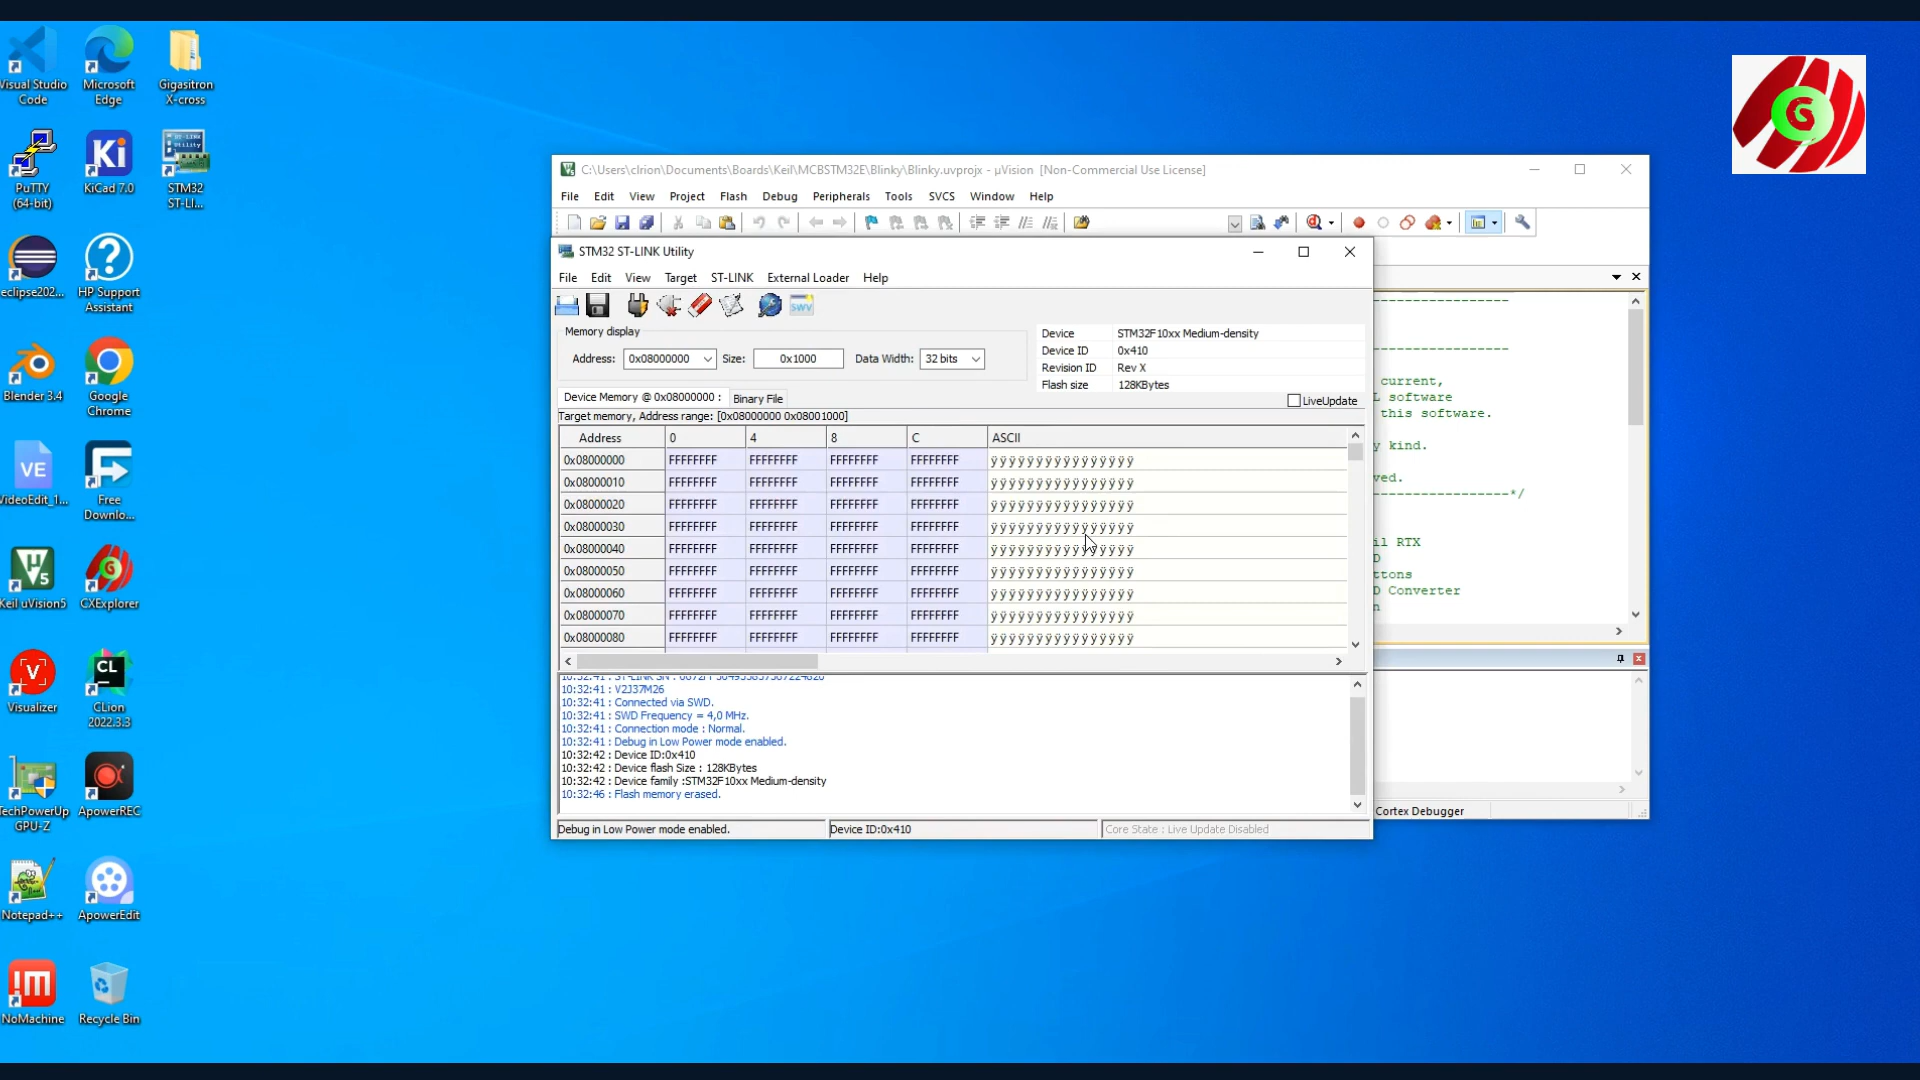 Visual Studio
Code
Microsoft
Edge
Gigasitron
X-cross
PuTTY
(64-bit)
KiCad 7.0
STM32
ST-LI...
eclipse202...
HP Support
Assistant
Blender 3.4
Google
Chrome
VideoEdit_1...
Free
Downlo...
Keil uVision5
CXExplorer
Visualizer
CLion
2022.3.3
TechPowerUp
GPU-Z
ApowerREC
Notepad++
ApowerEdit
NoMachine
Recycle Bin
G
C:\Users\clrion\Documents\Boards\Keil\MCBSTM32E\Blinky\Blinky.uvprojx - µVision [Non-Commercial Use License]
File Edit View Project Flash Debug Peripherals Tools SVCS Window Help
STM32 ST-LINK Utility
File Edit View Target ST-LINK External Loader Help
SWV
Memory display
Address: 0x08000000 Size: 0x1000 Data Width: 32 bits
Device STM32F10xx Medium-density
Device ID 0x410
Revision ID Rev X
Flash size 128KBytes
Device Memory @ 0x08000000 : Binary File
LiveUpdate
Target memory, Address range: [0x08000000 0x08001000]
Address 0 4 8 C ASCII
0x08000000 FFFFFFFF FFFFFFFF FFFFFFFF FFFFFFFF ÿÿÿÿÿÿÿÿÿÿÿÿÿÿÿÿ
0x08000010 FFFFFFFF FFFFFFFF FFFFFFFF FFFFFFFF ÿÿÿÿÿÿÿÿÿÿÿÿÿÿÿÿ
0x08000020 FFFFFFFF FFFFFFFF FFFFFFFF FFFFFFFF ÿÿÿÿÿÿÿÿÿÿÿÿÿÿÿÿ
0x08000030 FFFFFFFF FFFFFFFF FFFFFFFF FFFFFFFF ÿÿÿÿÿÿÿÿÿÿÿÿÿÿÿÿ
0x08000040 FFFFFFFF FFFFFFFF FFFFFFFF FFFFFFFF ÿÿÿÿÿÿÿÿÿÿÿÿÿÿÿÿ
0x08000050 FFFFFFFF FFFFFFFF FFFFFFFF FFFFFFFF ÿÿÿÿÿÿÿÿÿÿÿÿÿÿÿÿ
0x08000060 FFFFFFFF FFFFFFFF FFFFFFFF FFFFFFFF ÿÿÿÿÿÿÿÿÿÿÿÿÿÿÿÿ
0x08000070 FFFFFFFF FFFFFFFF FFFFFFFF FFFFFFFF ÿÿÿÿÿÿÿÿÿÿÿÿÿÿÿÿ
0x08000080 FFFFFFFF FFFFFFFF FFFFFFFF FFFFFFFF ÿÿÿÿÿÿÿÿÿÿÿÿÿÿÿÿ
10:32:41 : V2J37M26
10:32:41 : Connected via SWD.
10:32:41 : SWD Frequency = 4,0 MHz.
10:32:41 : Connection mode : Normal.
10:32:41 : Debug in Low Power mode enabled.
10:32:42 : Device ID:0x410
10:32:42 : Device flash Size : 128KBytes
10:32:42 : Device family :STM32F10xx Medium-density
10:32:46 : Flash memory erased.
Debug in Low Power mode enabled. Device ID:0x410 Core State : Live Update Disabled
current,
L software
this software.
y kind.
ved.
----------------*/
il RTX
D
ttons
D Converter
n
Cortex Debugger